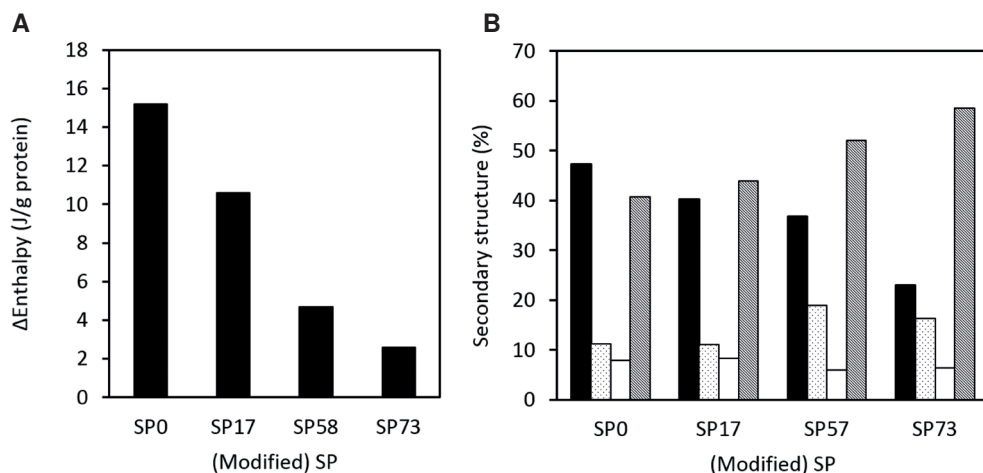 A
18
16
14
12
10
8
6
4
2
0
ΔEnthalpy (J/g protein)
SP0 SP17 SP58 SP73
(Modified) SP
B
70
60
50
40
30
20
10
0
Secondary structure (%)
SP0 SP17 SP57 SP73
(Modified) SP